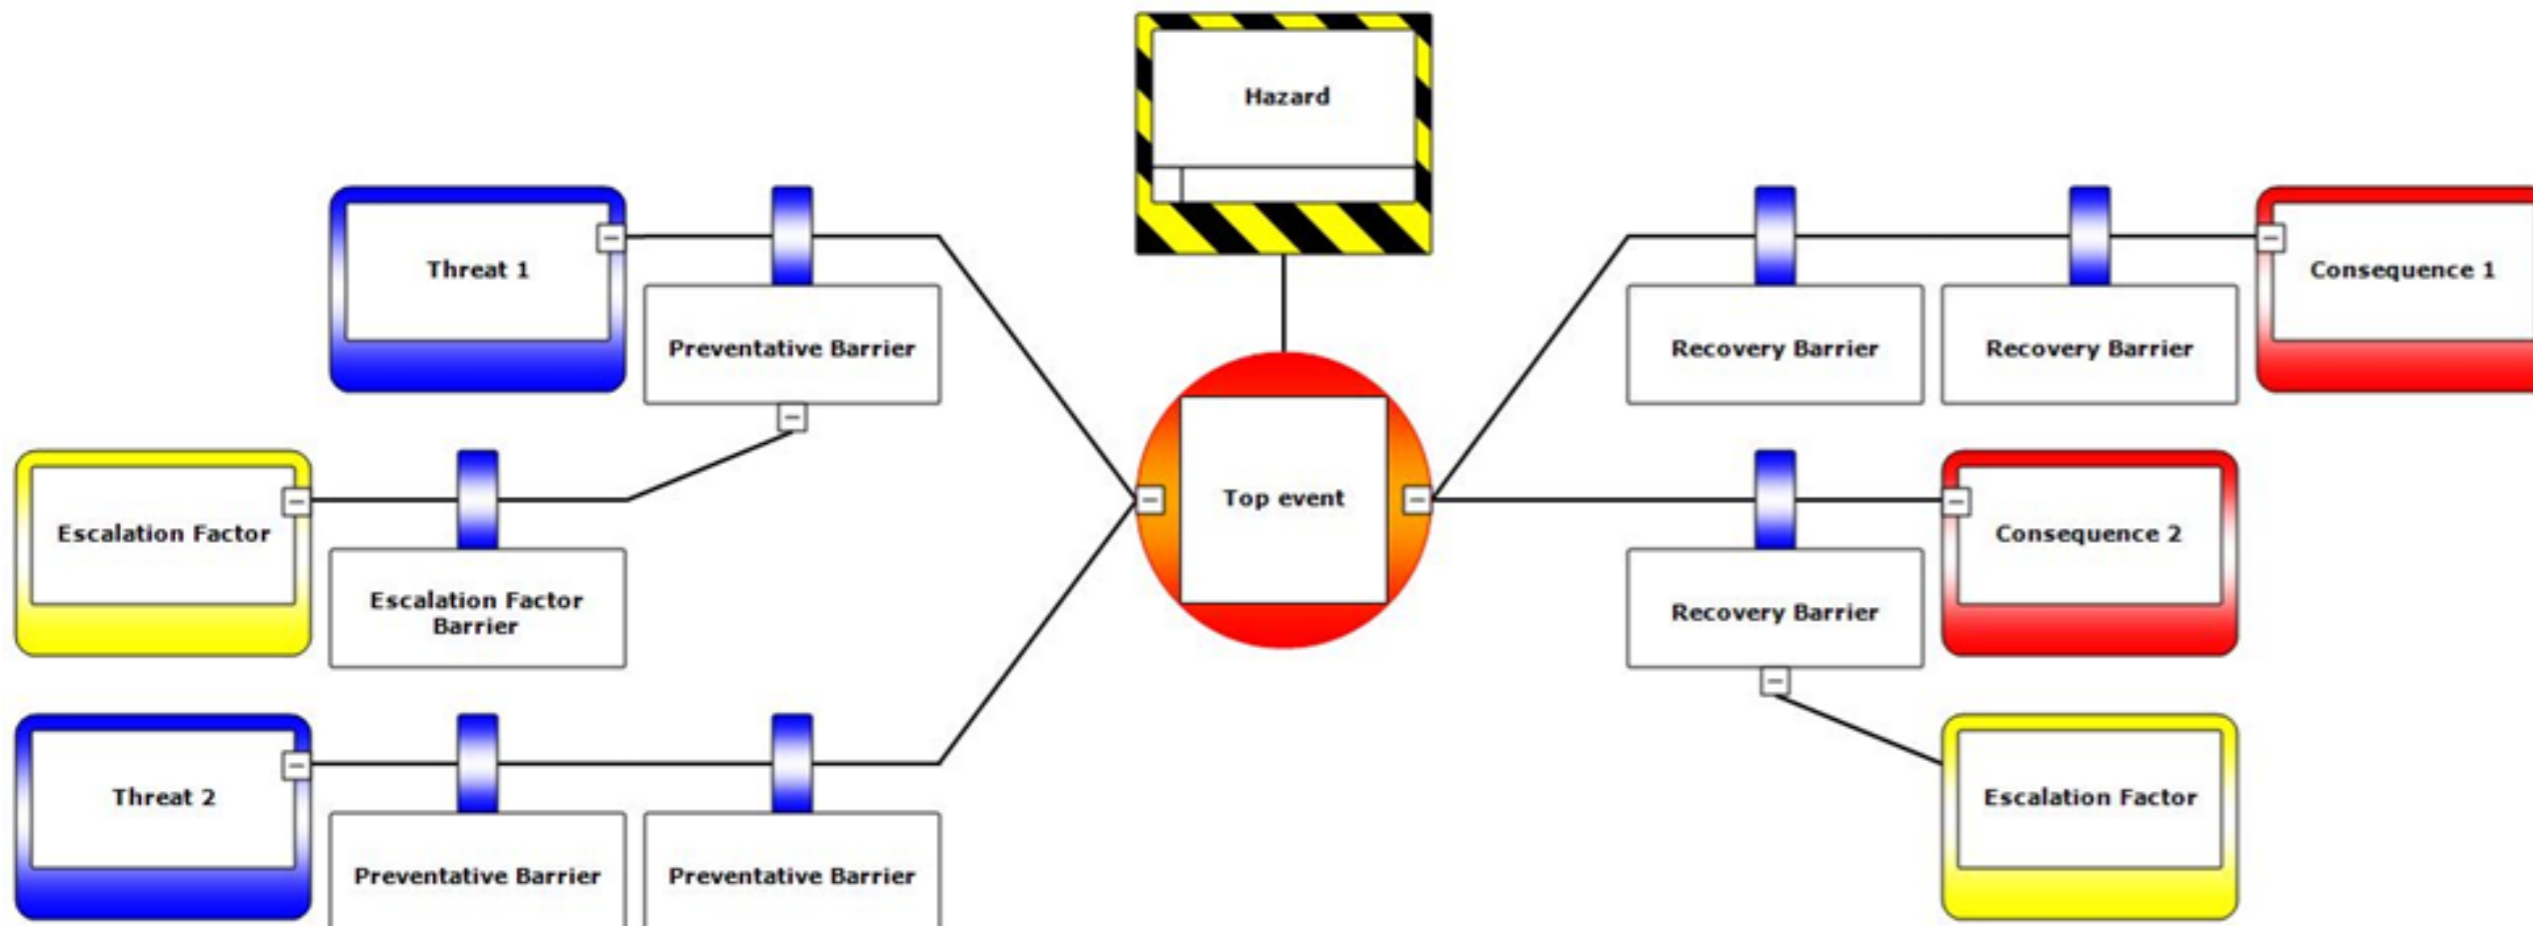 Hazard
Threat 1
Consequence 1
Preventative Barrier
Recovery Barrier
Recovery Barrier
Top event
Escalation Factor
Consequence 2
Escalation Factor
Barrier
Recovery Barrier
Threat 2
Escalation Factor
Preventative Barrier
Preventative Barrier